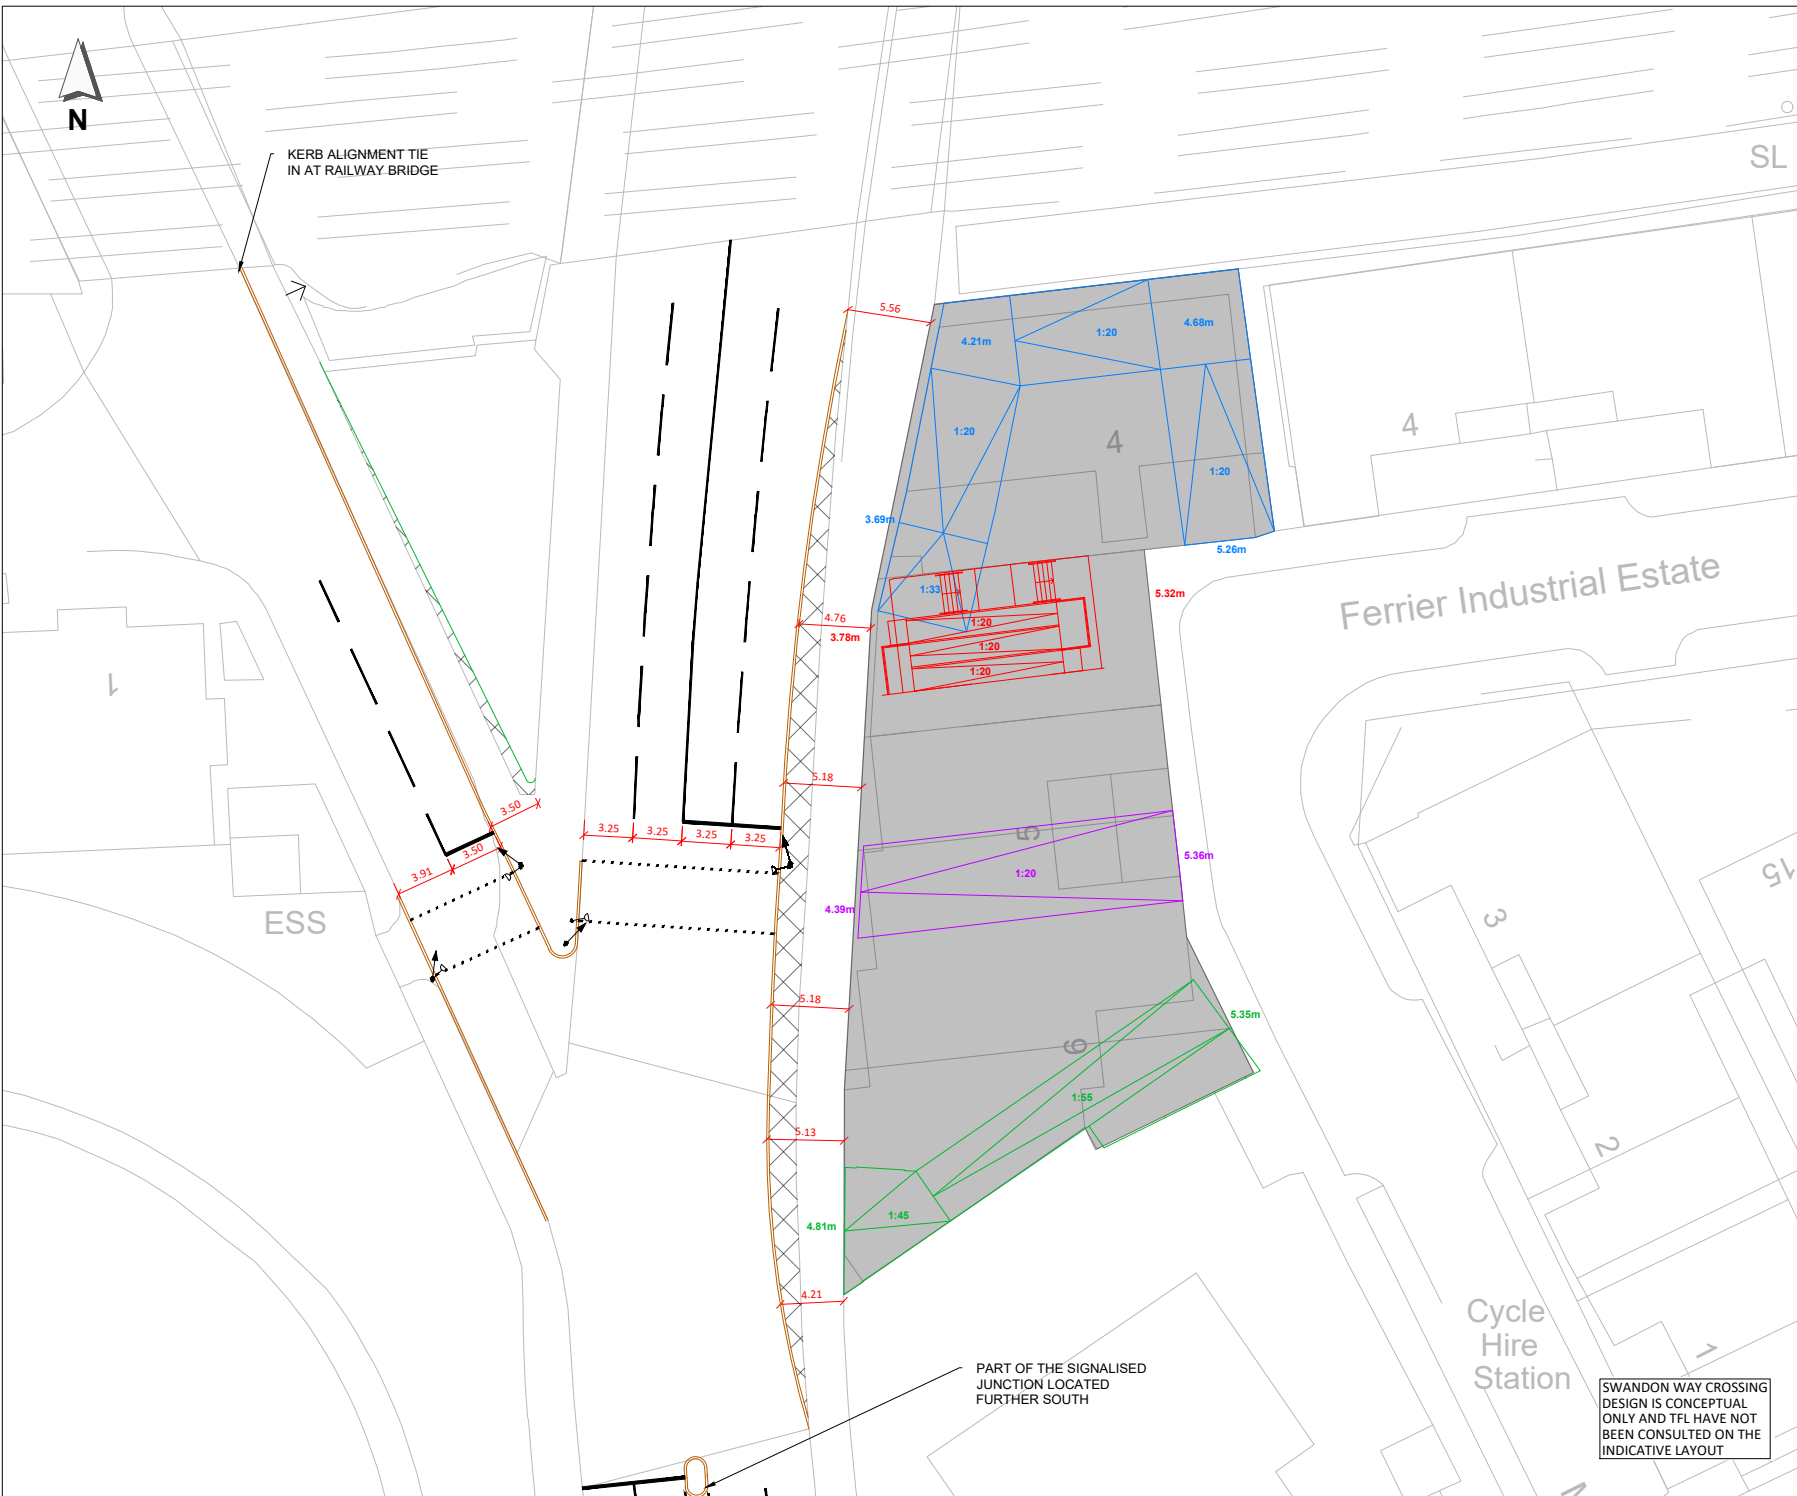 N
KERB ALIGNMENT TIE
IN AT RAILWAY BRIDGE
SL
5.56
4.21m
1:20
4.68m
1:20
4
4
1:20
3.69m
5.26m
1:33
5.32m
Ferrier Industrial Estate
4.76
3.78m
1:20
1:20
1:20
1
5.18
3.50
3.25
3.25
3.25
3.25
5
5.36m
3.50
3.91
1:20
15
4.39m
ESS
3
5.18
5.35m
6
1:55
5.13
2
4.81m
1:45
4.21
Cycle
Hire
Station
1
PART OF THE SIGNALISED
JUNCTION LOCATED
FURTHER SOUTH
SWANDON WAY CROSSING
DESIGN IS CONCEPTUAL
ONLY AND TFL HAVE NOT
BEEN CONSULTED ON THE
INDICATIVE LAYOUT